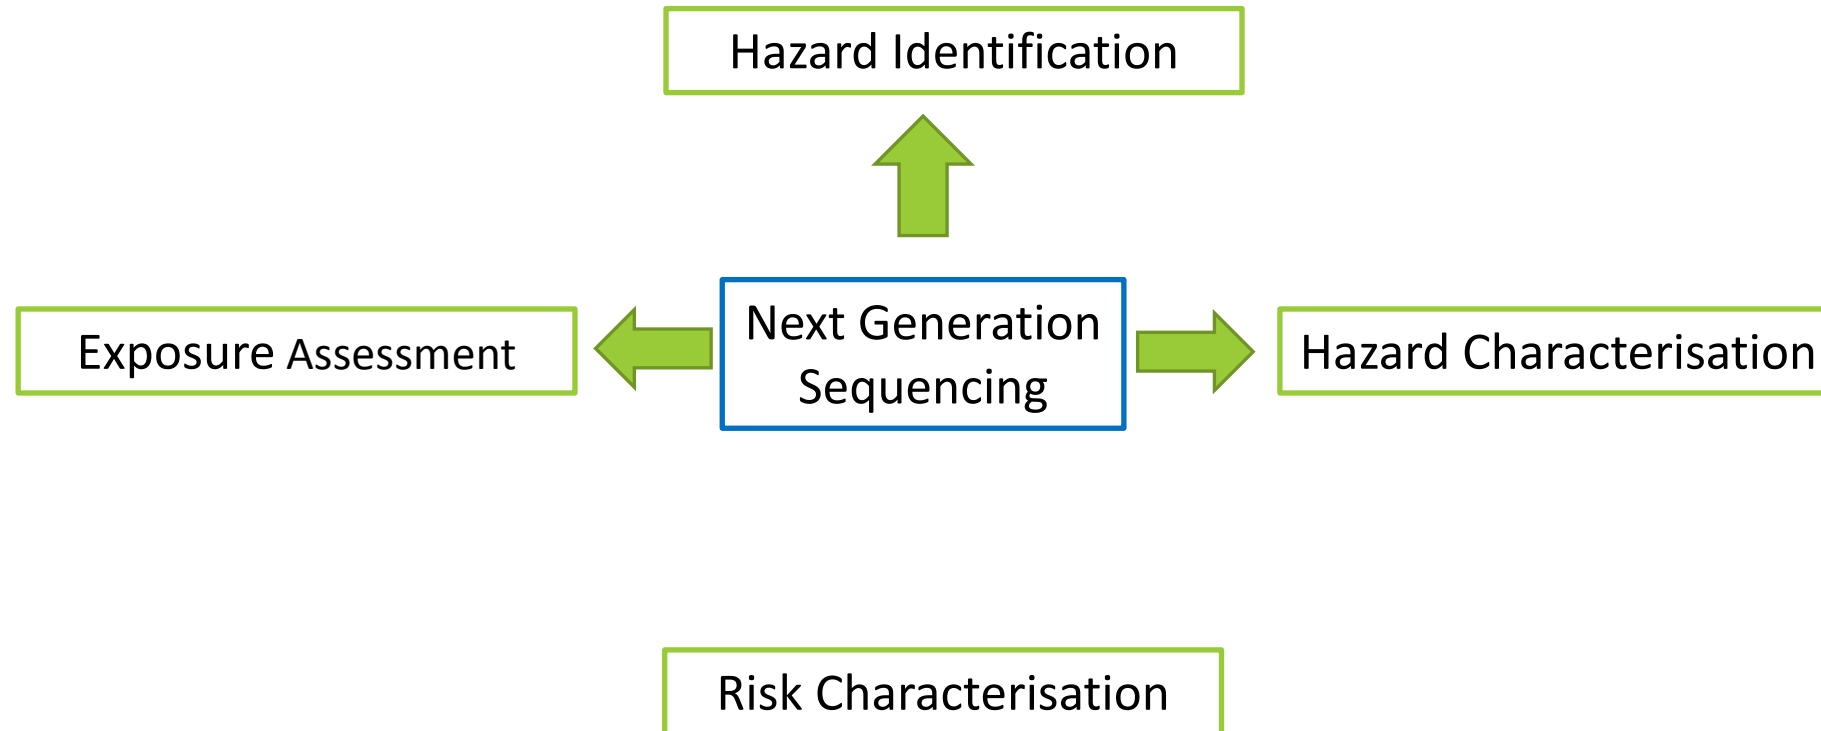 Hazard Identification
Exposure Assessment
Next Generation
Sequencing
Hazard Characterisation
Risk Characterisation